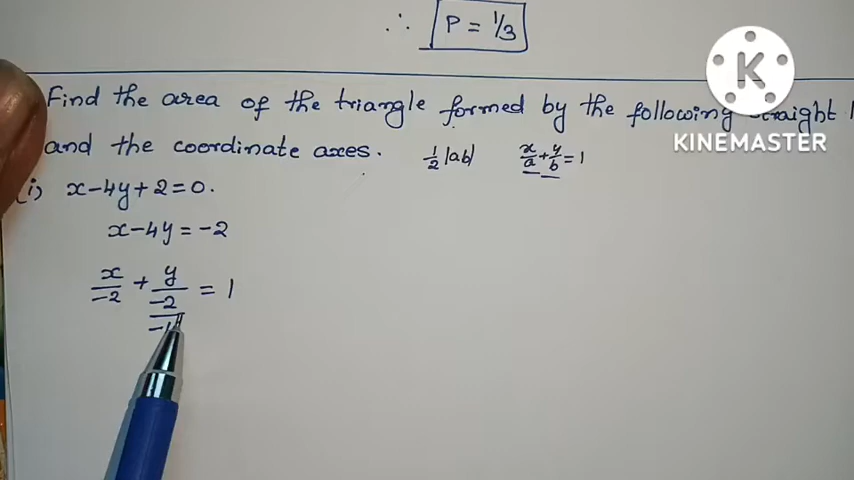 ∴ P = 1/3
Find the area of the triangle formed by the following straight
and the coordinate axes. 1/2 |ab| x/a + y/b = 1
(i) x-4y+2=0.
x-4y = -2
x/-2 + y/(-2/-4) = 1
K
KINEMASTER